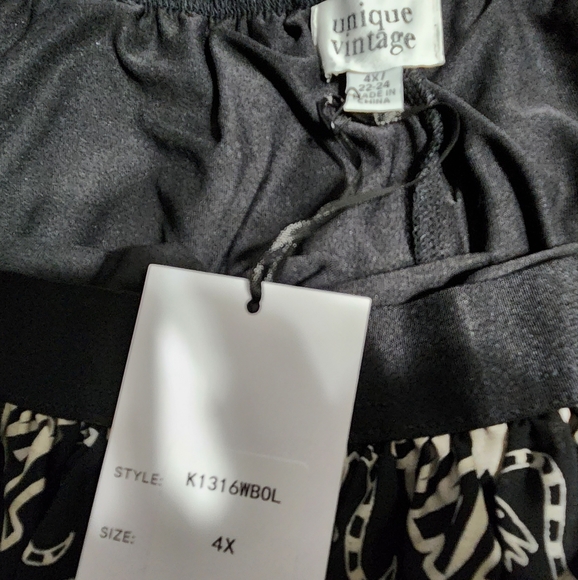 unique
vintage
4X/
22-24
MADE IN
CHINA
STYLE: K1316WBOL
SIZE: 4X